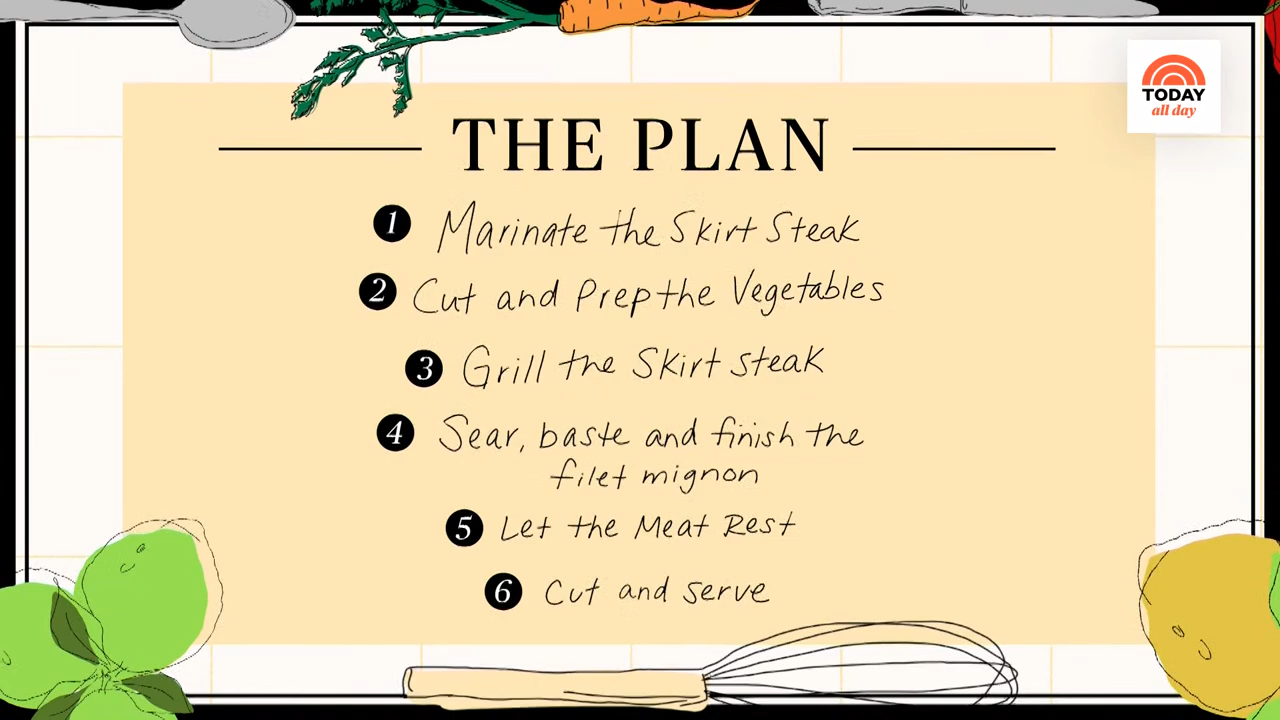 TODAY
all day
THE PLAN
1 Marinate the Skirt Steak
2 Cut and Prep the Vegetables
3 Grill the Skirt Steak
4 Sear, baste and finish the
filet mignon
5 Let the Meat Rest
6 Cut and serve